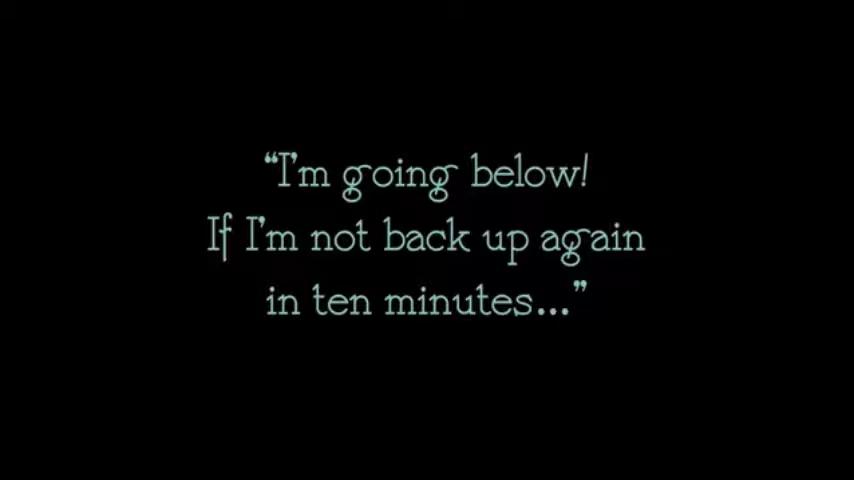 “I’m going below!
If I’m not back up again
in ten minutes...”